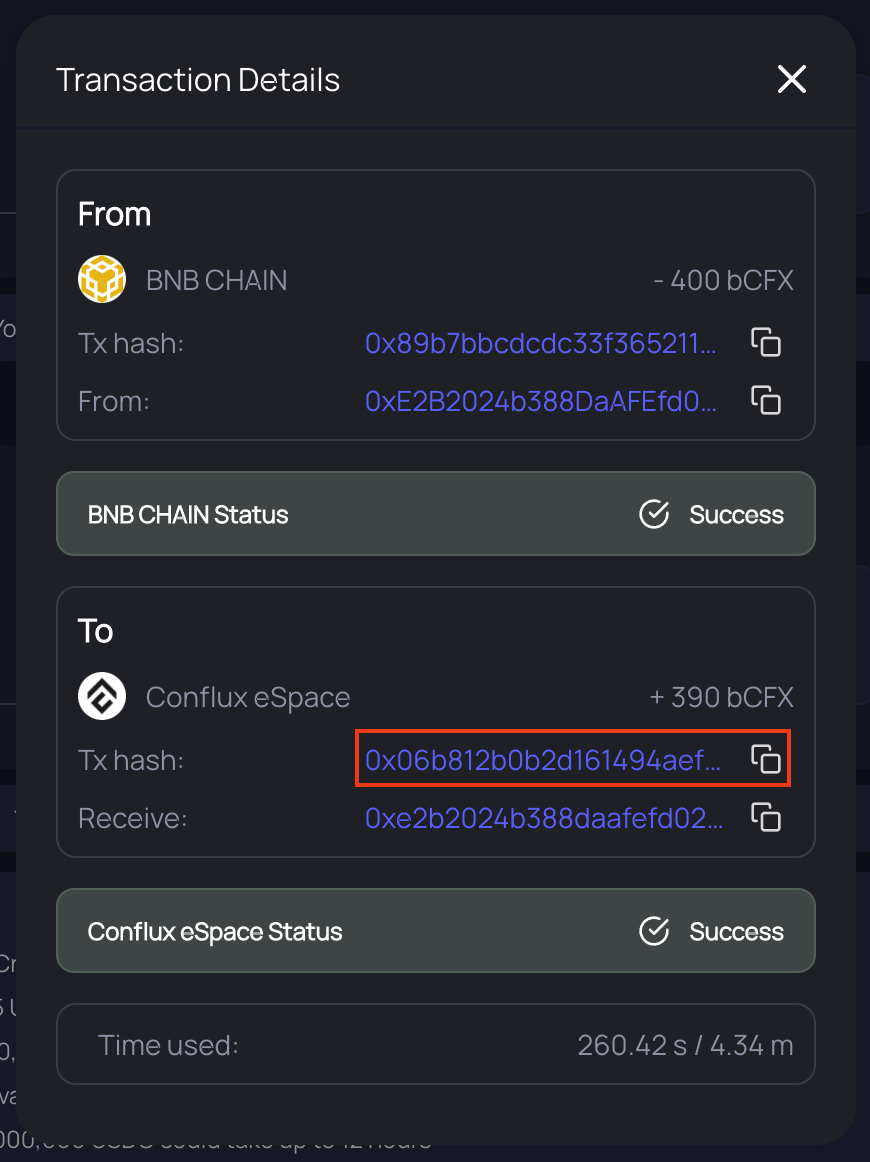 Transaction Details
From
BNB CHAIN - 400 bCFX
Tx hash: 0x89b7bbcdcdc33f365211...
From: 0xE2B2024b388DaAFEfd0...
BNB CHAIN Status Success
To
Conflux eSpace + 390 bCFX
Tx hash: 0x06b812b0b2d161494aef...
Receive: 0xe2b2024b388daafefd02...
Conflux eSpace Status Success
Time used: 260.42 s / 4.34 m